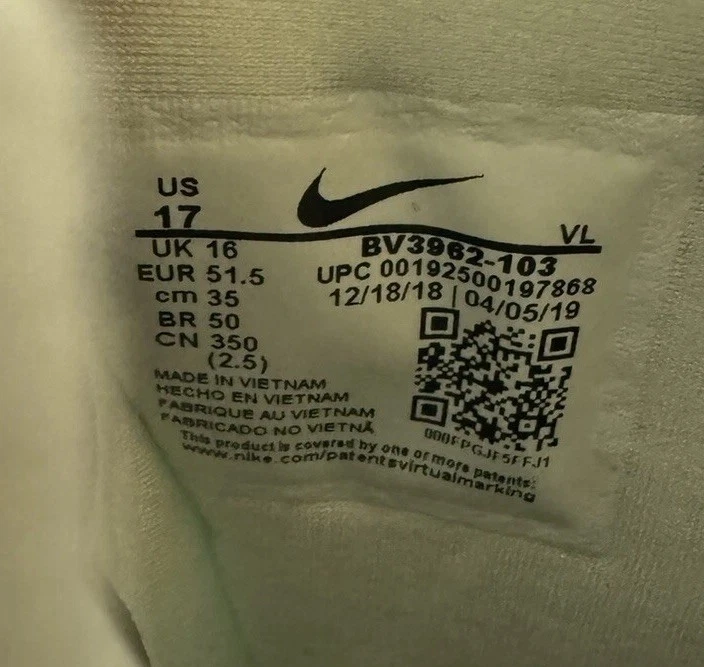 US
17
VL
UK 16
EUR 51.5
cm 35
BR 50
CN 350
(2.5)
BV3962-103
UPC 00192500197868
12/18/18 | 04/05/19
000FPGJF5FFJ1
MADE IN VIETNAM
HECHO EN VIETNAM
FABRIQUE AU VIETNAM
FABRICADO NO VIETNÃ
This product is covered by one or more patents:
www.nike.com/patentsvirtualmarking